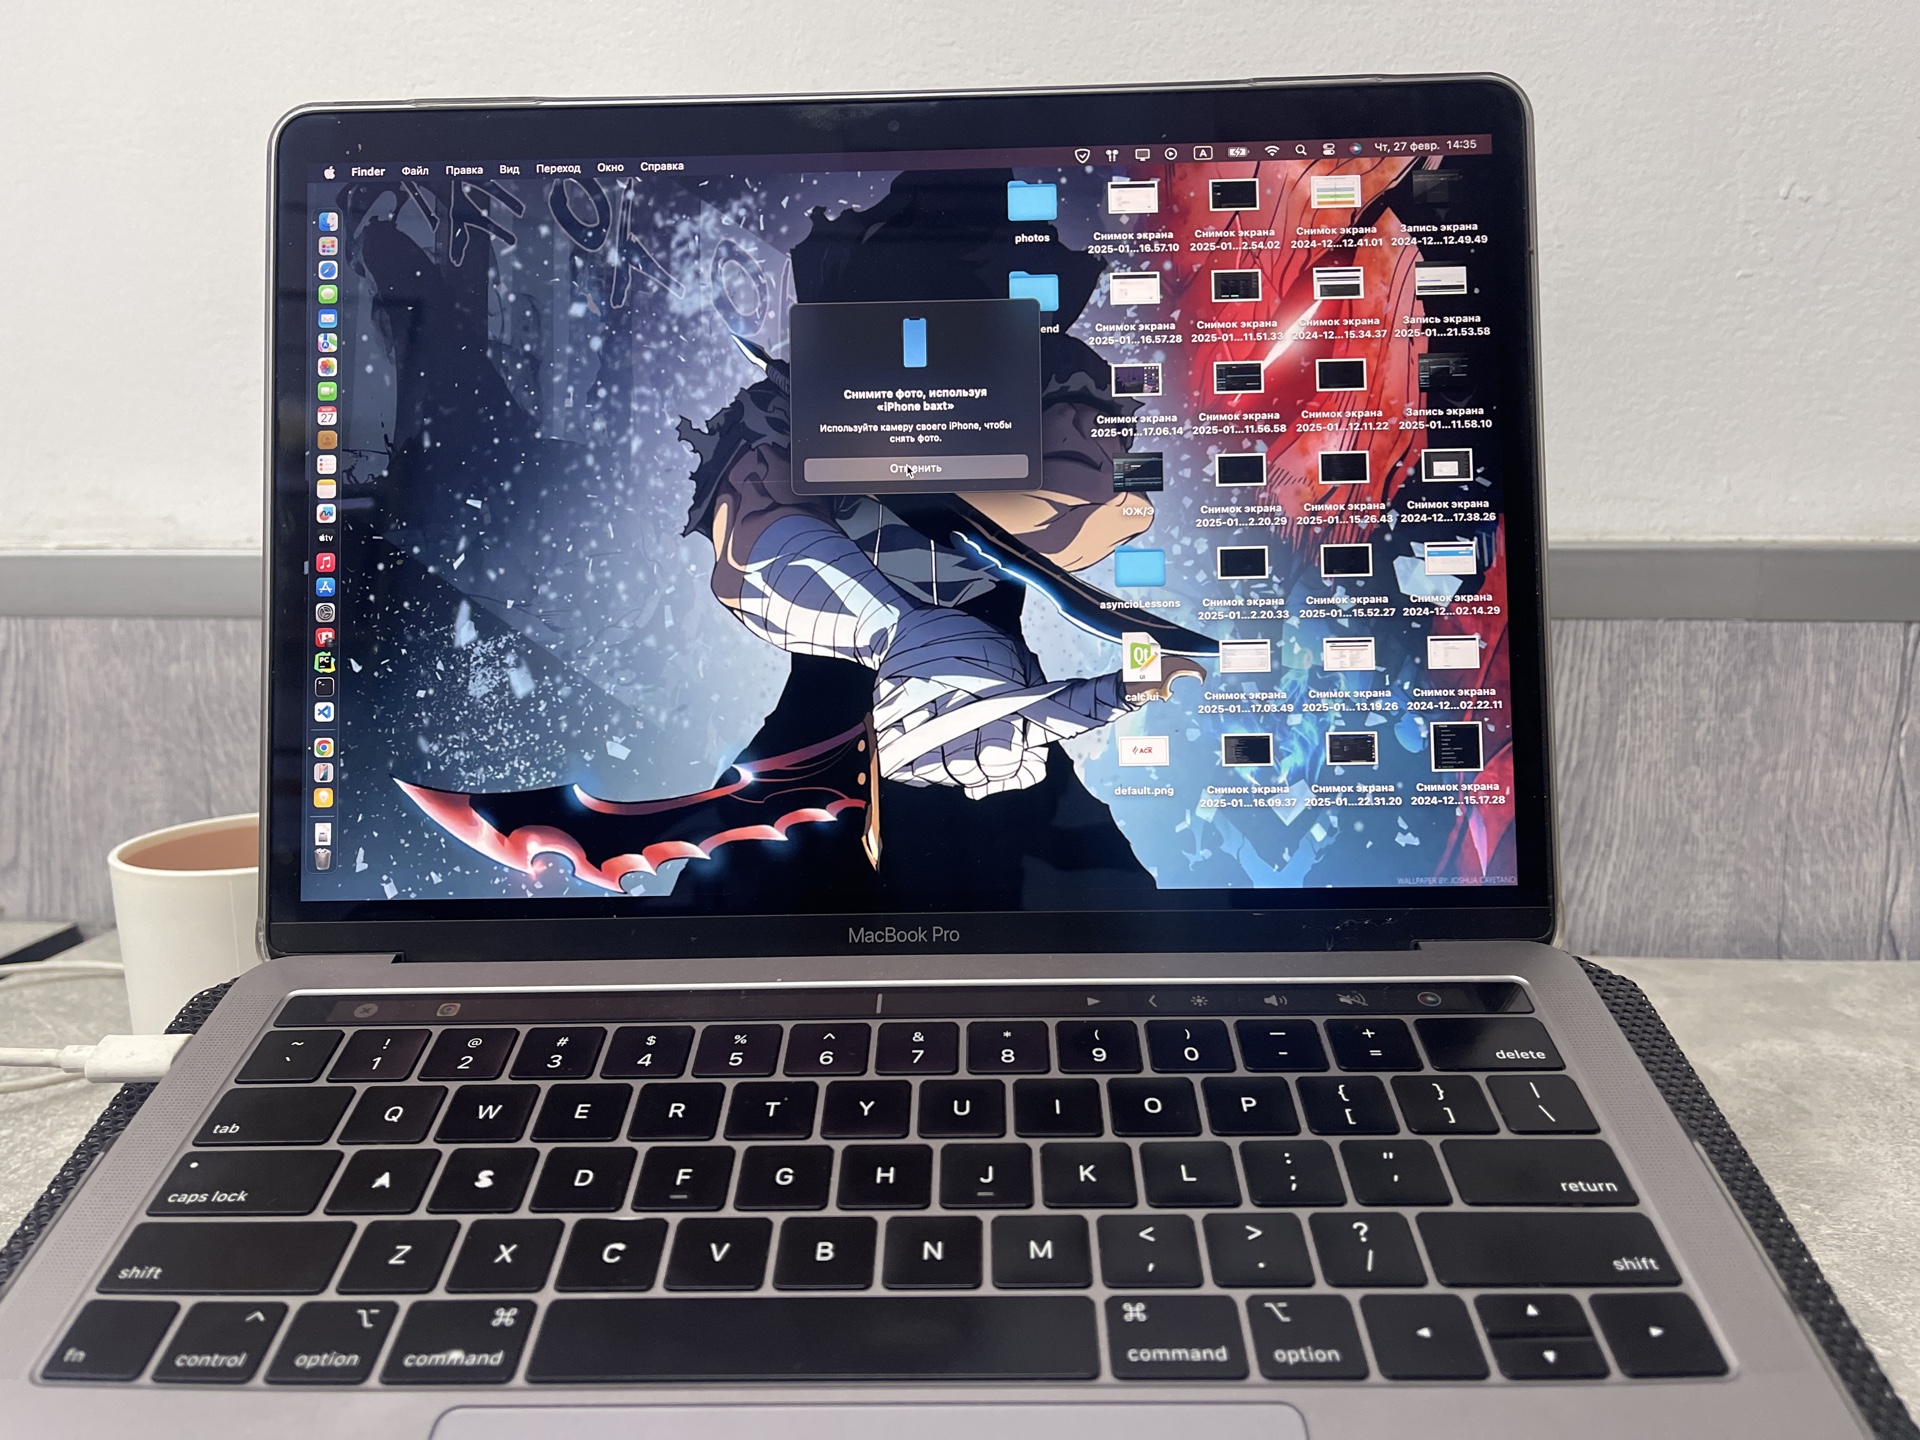 Finder Файл Правка Вид Переход Окно Справка
A
Чт, 27 февр. 14:35
photos
Снимок экрана
2025-01...16.57.10
Снимок экрана
2025-01...2.54.02
Снимок экрана
2024-12...12.41.01
Запись экрана
2024-12...12.49.49
end
Снимок экрана
2025-01...16.57.28
Снимок экрана
2025-01...11.51.33
Снимок экрана
2024-12...15.34.37
Запись экрана
2025-01...21.53.58
Снимите фото, используя
«iPhone baxt»
Используйте камеру своего iPhone, чтобы
снять фото.
Снимок экрана
2025-01...17.06.14
Снимок экрана
2025-01...11.56.58
Снимок экрана
2025-01...12.11.22
Запись экрана
2025-01...11.58.10
ЮЖ/Э
Снимок экрана
2025-01...2.20.29
Снимок экрана
2025-01...15.26.43
Снимок экрана
2024-12...17.38.26
asyncioLessons
Снимок экрана
2025-01...2.20.33
Снимок экрана
2025-01...15.52.27
Снимок экрана
2024-12...02.14.29
Qt
UI
calc.ui
Снимок экрана
2025-01...17.03.49
Снимок экрана
2025-01...13.19.26
Снимок экрана
2024-12...02.22.11
ACR
default.png
Снимок экрана
2025-01...16.09.37
Снимок экрана
2025-01...22.31.20
Снимок экрана
2024-12...15.17.28
27
tv
PC
WALLPAPER BY: JOSHUA CAYETANO
MacBook Pro
~ ! @ # $ % ^ & * ( ) — +
` 1 2 3 4 5 6 7 8 9 0 - = delete
{ } |
tab Q W E R T Y U I O P [ ] \
: "
caps lock A S D F G H J K L ; ' return
< > ?
shift Z X C V B N M , . / shift
fn control option command command option